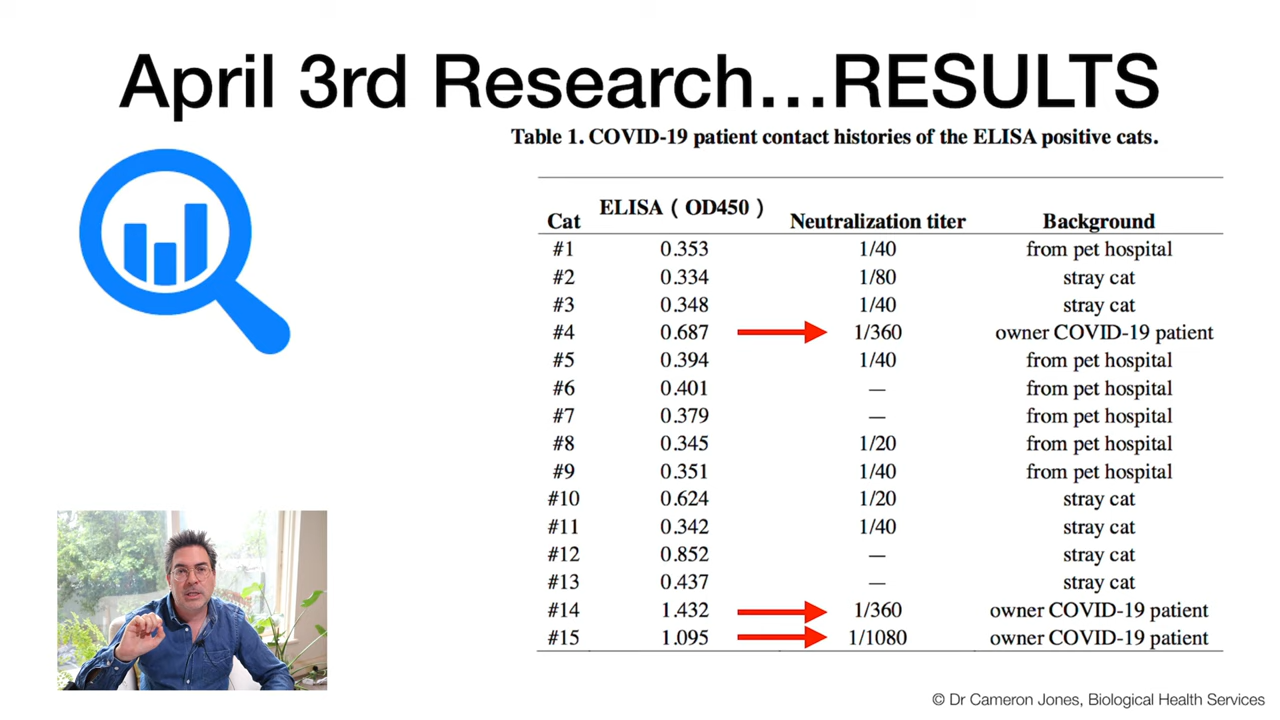 April 3rd Research...RESULTS
Table 1. COVID-19 patient contact histories of the ELISA positive cats.
Cat ELISA ( OD450 ) Neutralization titer Background
#1 0.353 1/40 from pet hospital
#2 0.334 1/80 stray cat
#3 0.348 1/40 stray cat
#4 0.687 1/360 owner COVID-19 patient
#5 0.394 1/40 from pet hospital
#6 0.401 — from pet hospital
#7 0.379 — from pet hospital
#8 0.345 1/20 from pet hospital
#9 0.351 1/40 from pet hospital
#10 0.624 1/20 stray cat
#11 0.342 1/40 stray cat
#12 0.852 — stray cat
#13 0.437 — stray cat
#14 1.432 1/360 owner COVID-19 patient
#15 1.095 1/1080 owner COVID-19 patient
© Dr Cameron Jones, Biological Health Services